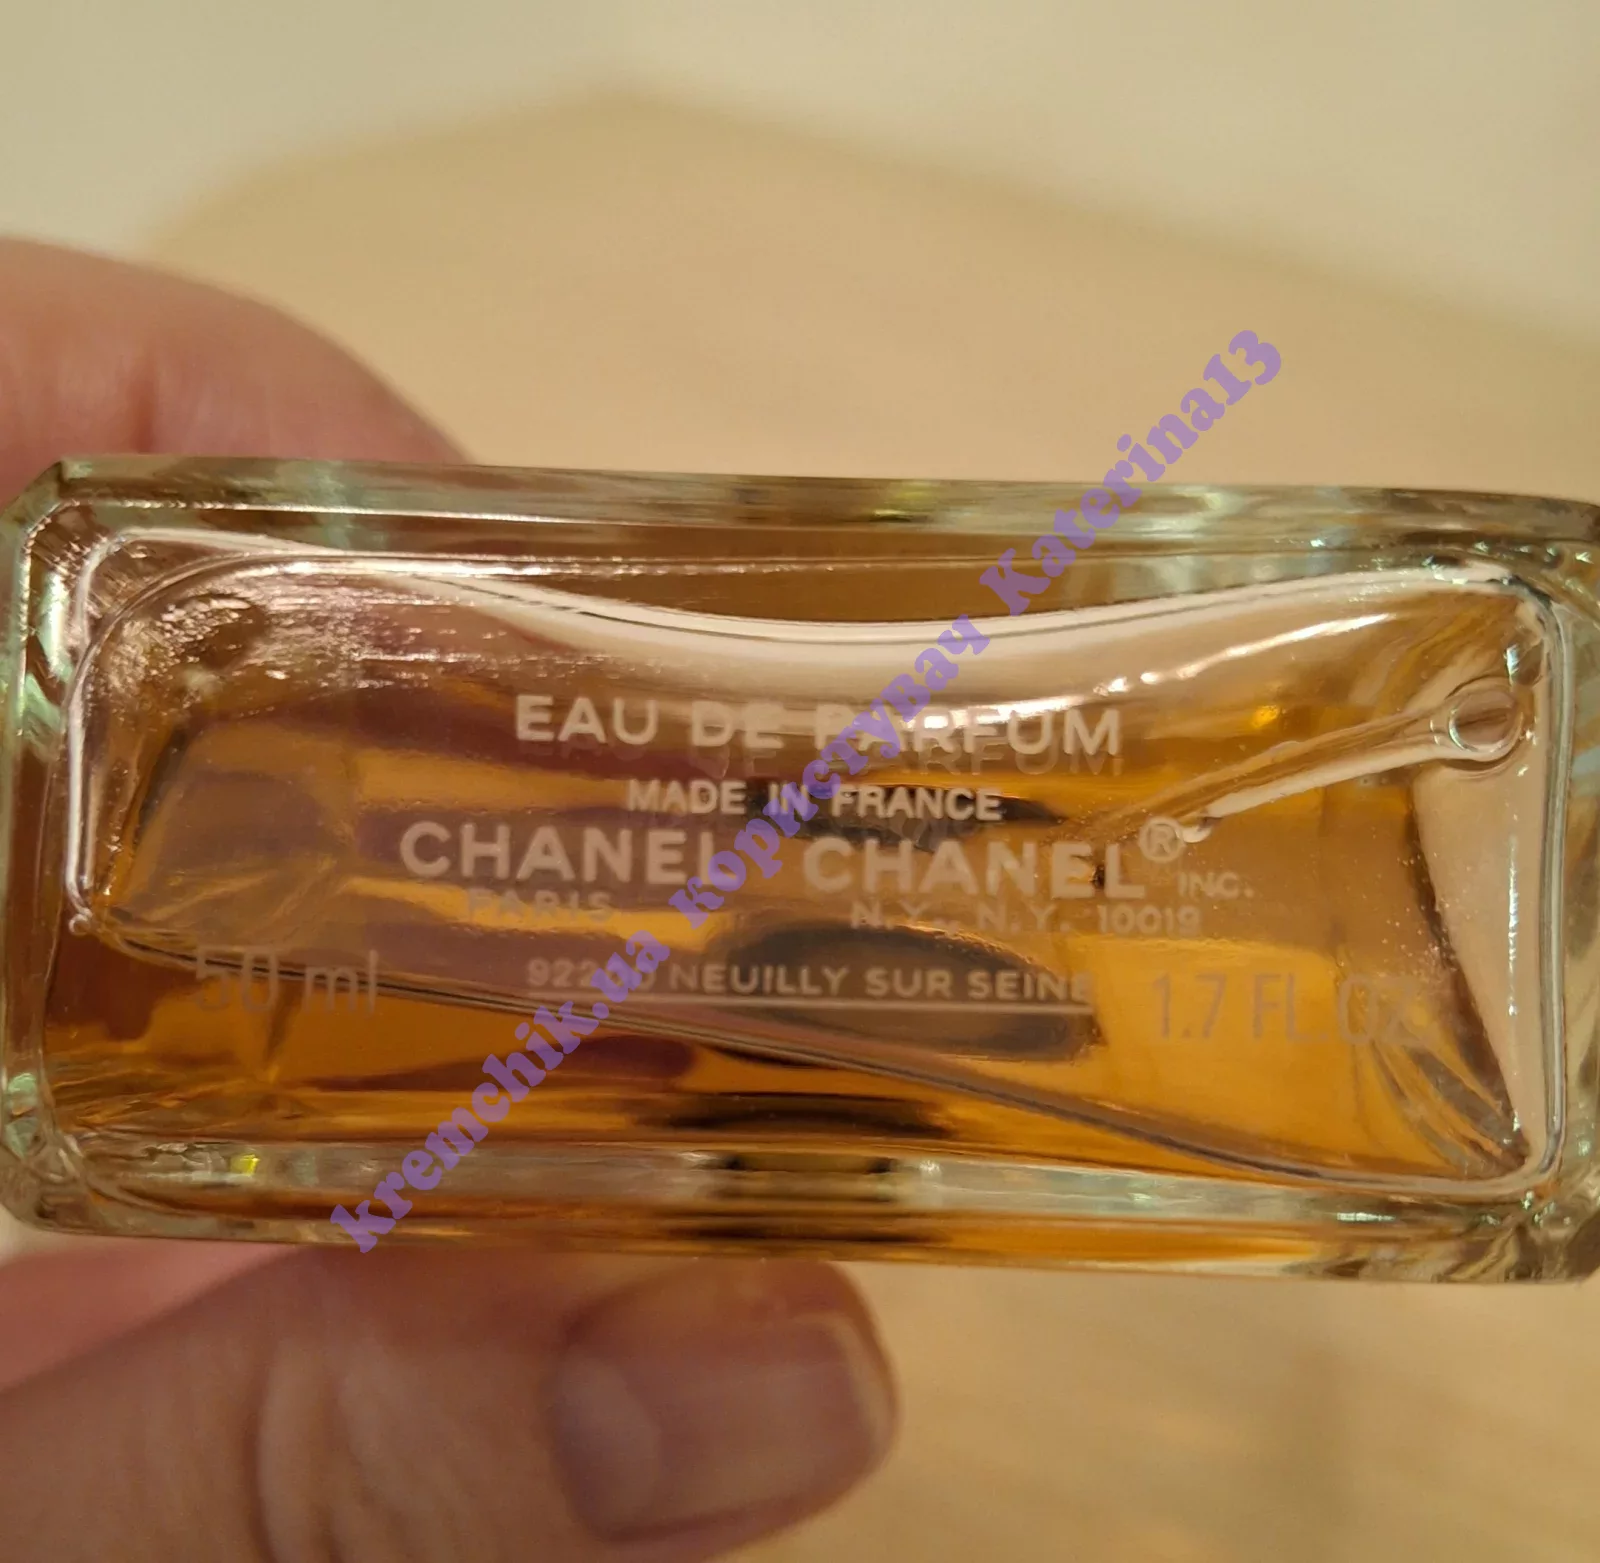 EAU DE PARFUM
MADE IN FRANCE
CHANEL CHANEL® INC.
PARIS N.Y., N.Y. 10019
50 ml NEUILLY SUR SEINE 1.7 FL.OZ.
kremchik.ua користувач Katerina13